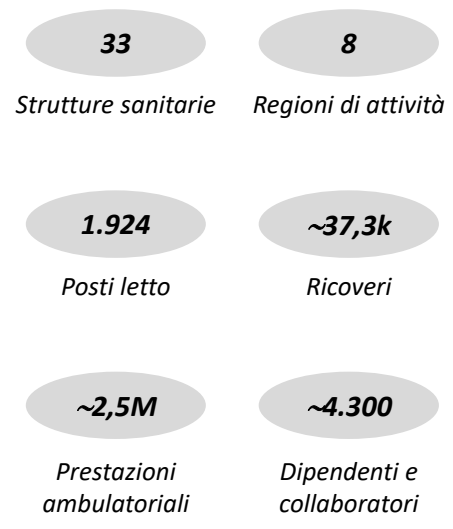 33
8
Strutture sanitarie
Regioni di attività
1.924
~37,3k
Posti letto
Ricoveri
~2,5M
~4.300
Prestazioni
ambulatoriali
Dipendenti e
collaboratori